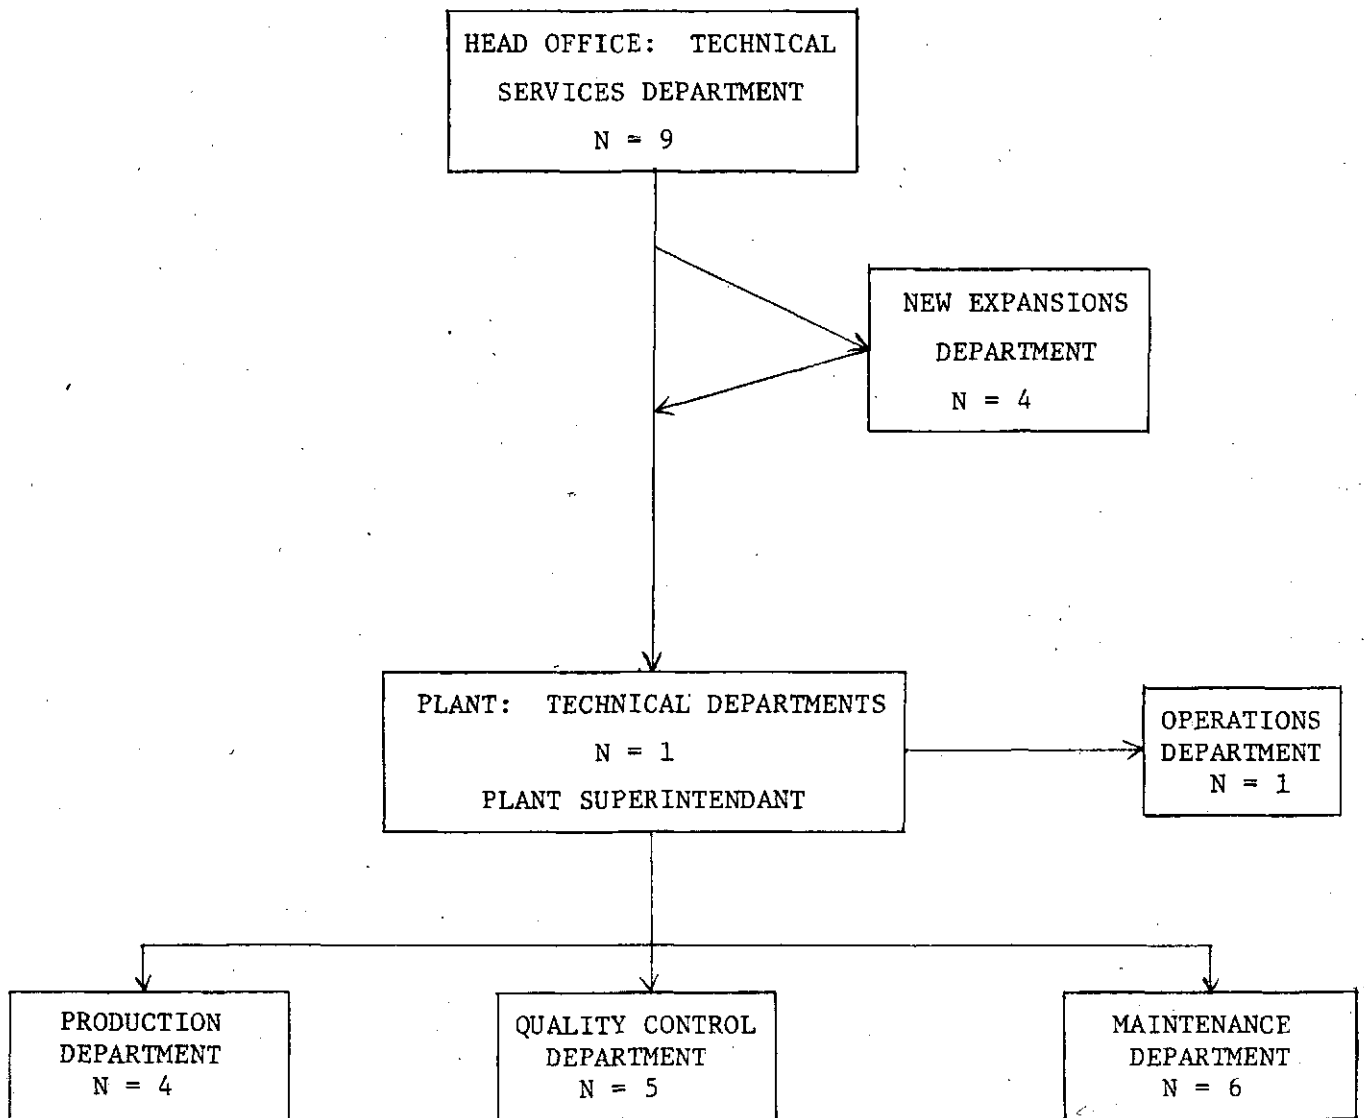 HEAD OFFICE: TECHNICAL
SERVICES DEPARTMENT
N = 9
NEW EXPANSIONS
DEPARTMENT
N = 4
PLANT: TECHNICAL DEPARTMENTS
N = 1
PLANT SUPERINTENDANT
OPERATIONS
DEPARTMENT
N = 1
PRODUCTION
DEPARTMENT
N = 4
QUALITY CONTROL
DEPARTMENT
N = 5
MAINTENANCE
DEPARTMENT
N = 6